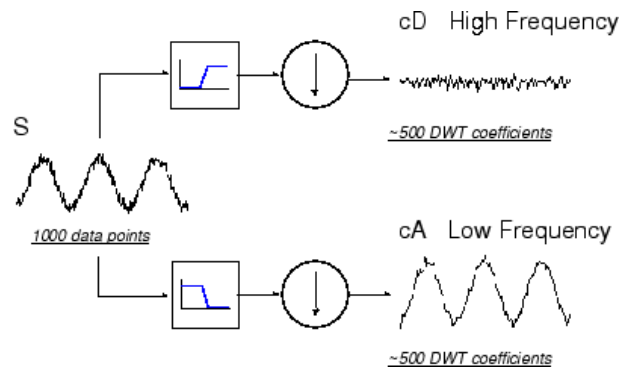 cD High Frequency
~500 DWT coefficients
S
1000 data points
cA Low Frequency
~500 DWT coefficients